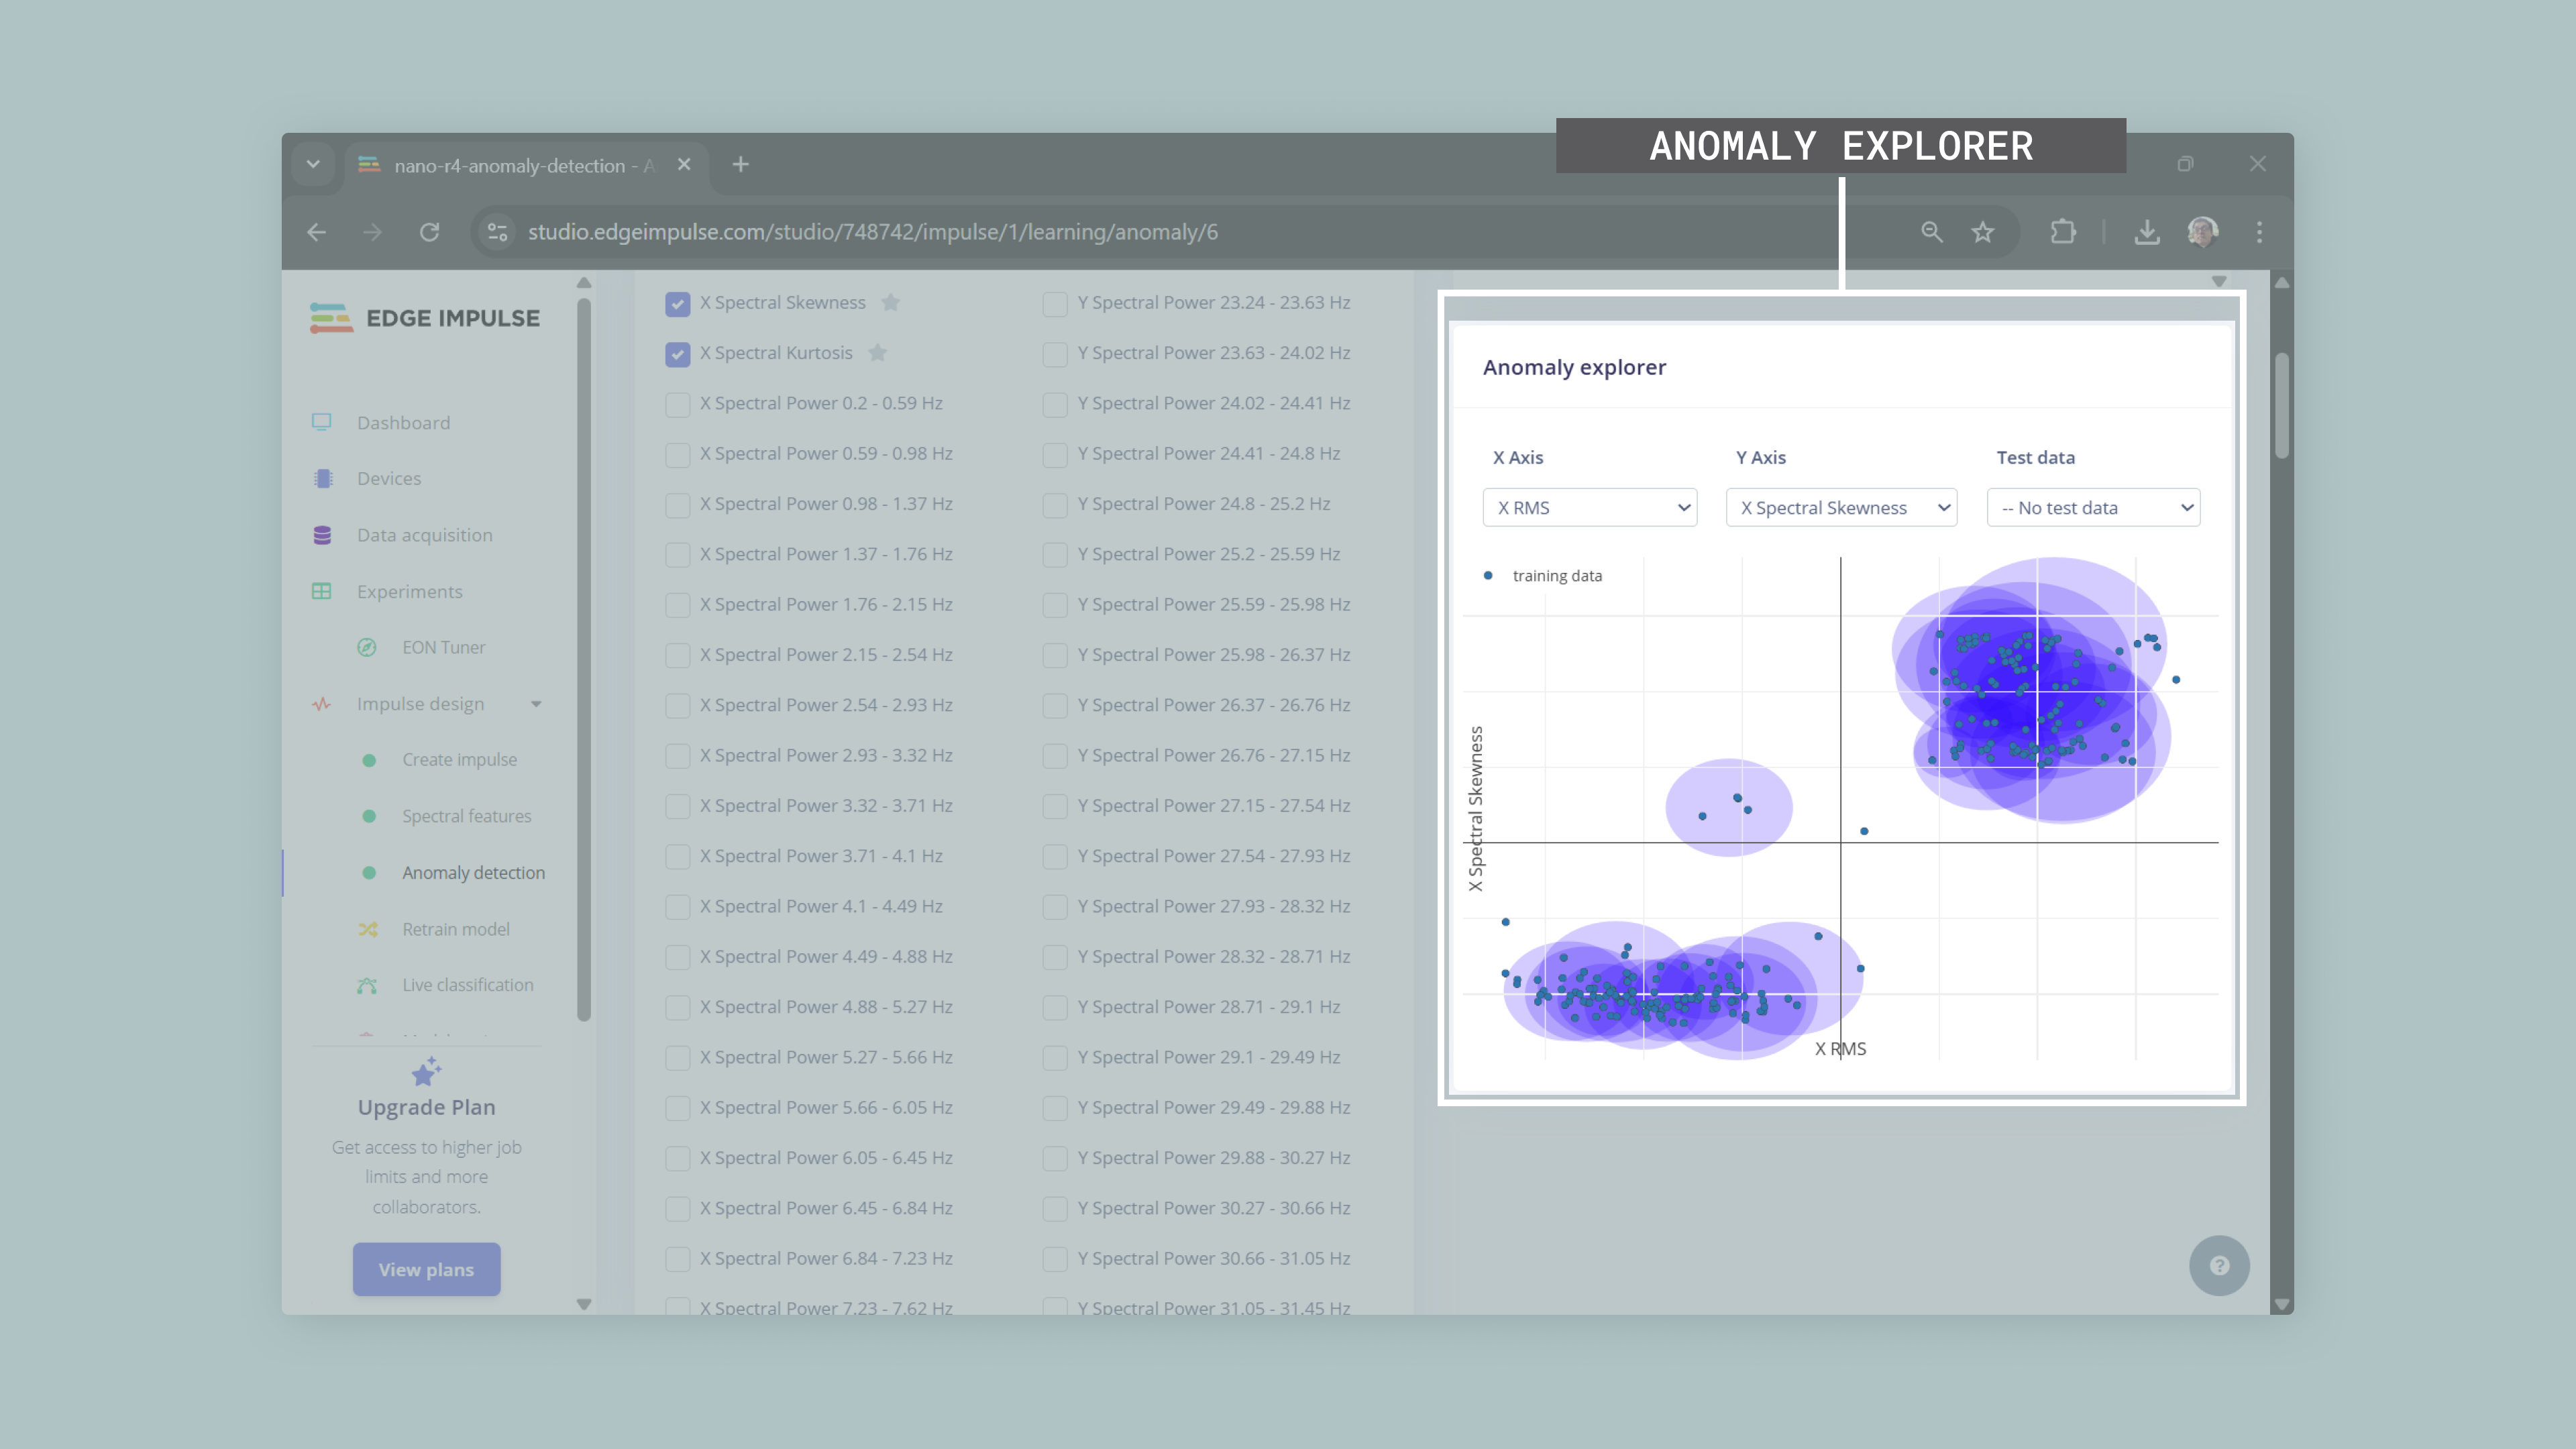 ANOMALY EXPLORER
nano-r4-anomaly-detection - A
studio.edgeimpulse.com/studio/748742/impulse/1/learning/anomaly/6
EDGE IMPULSE
Dashboard
Devices
Data acquisition
Experiments
EON Tuner
Impulse design
Create impulse
Spectral features
Anomaly detection
Retrain model
Live classification
Upgrade Plan
Get access to higher job
limits and more
collaborators.
View plans
X Spectral Skewness
X Spectral Kurtosis
X Spectral Power 0.2 - 0.59 Hz
X Spectral Power 0.59 - 0.98 Hz
X Spectral Power 0.98 - 1.37 Hz
X Spectral Power 1.37 - 1.76 Hz
X Spectral Power 1.76 - 2.15 Hz
X Spectral Power 2.15 - 2.54 Hz
X Spectral Power 2.54 - 2.93 Hz
X Spectral Power 2.93 - 3.32 Hz
X Spectral Power 3.32 - 3.71 Hz
X Spectral Power 3.71 - 4.1 Hz
X Spectral Power 4.1 - 4.49 Hz
X Spectral Power 4.49 - 4.88 Hz
X Spectral Power 4.88 - 5.27 Hz
X Spectral Power 5.27 - 5.66 Hz
X Spectral Power 5.66 - 6.05 Hz
X Spectral Power 6.05 - 6.45 Hz
X Spectral Power 6.45 - 6.84 Hz
X Spectral Power 6.84 - 7.23 Hz
X Spectral Power 7.23 - 7.62 Hz
Y Spectral Power 23.24 - 23.63 Hz
Y Spectral Power 23.63 - 24.02 Hz
Y Spectral Power 24.02 - 24.41 Hz
Y Spectral Power 24.41 - 24.8 Hz
Y Spectral Power 24.8 - 25.2 Hz
Y Spectral Power 25.2 - 25.59 Hz
Y Spectral Power 25.59 - 25.98 Hz
Y Spectral Power 25.98 - 26.37 Hz
Y Spectral Power 26.37 - 26.76 Hz
Y Spectral Power 26.76 - 27.15 Hz
Y Spectral Power 27.15 - 27.54 Hz
Y Spectral Power 27.54 - 27.93 Hz
Y Spectral Power 27.93 - 28.32 Hz
Y Spectral Power 28.32 - 28.71 Hz
Y Spectral Power 28.71 - 29.1 Hz
Y Spectral Power 29.1 - 29.49 Hz
Y Spectral Power 29.49 - 29.88 Hz
Y Spectral Power 29.88 - 30.27 Hz
Y Spectral Power 30.27 - 30.66 Hz
Y Spectral Power 30.66 - 31.05 Hz
Y Spectral Power 31.05 - 31.45 Hz
Anomaly explorer
X Axis
Y Axis
Test data
X RMS
X Spectral Skewness
-- No test data
training data
X Spectral Skewness
X RMS